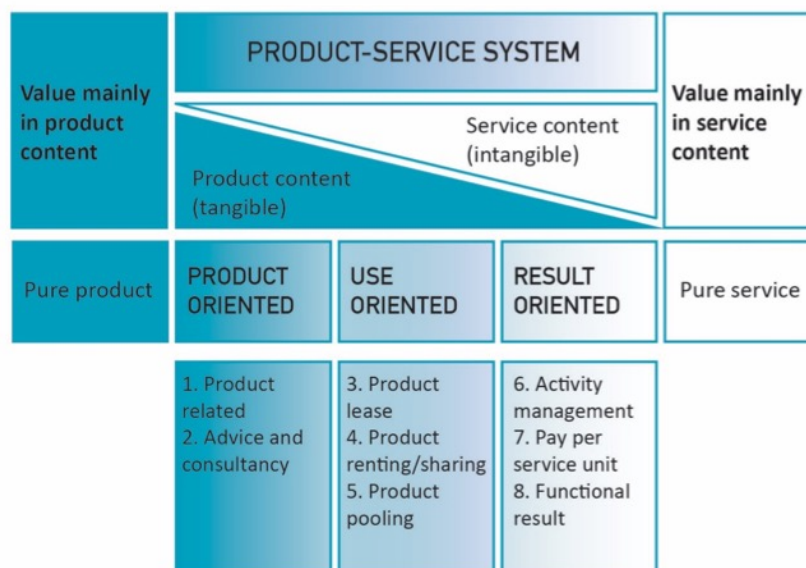 PRODUCT-SERVICE SYSTEM
Value mainly
in product
content
Service content
(intangible)
Product content
(tangible)
Value mainly
in service
content
Pure product
PRODUCT
ORIENTED
USE
ORIENTED
RESULT
ORIENTED
Pure service
1. Product
related
2. Advice and
consultancy
3. Product
lease
4. Product
renting/sharing
5. Product
pooling
6. Activity
management
7. Pay per
service unit
8. Functional
result